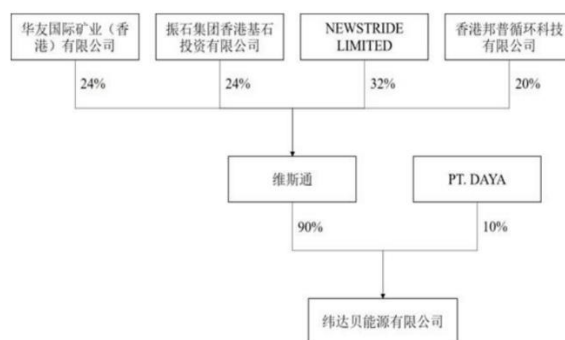 华友国际矿业（香
港）有限公司
振石集团香港基石
投资有限公司
NEWSTRIDE
LIMITED
香港邦普循环科技
有限公司
24%
24%
32%
20%
维斯通
PT. DAYA
90%
10%
纬达贝能源有限公司